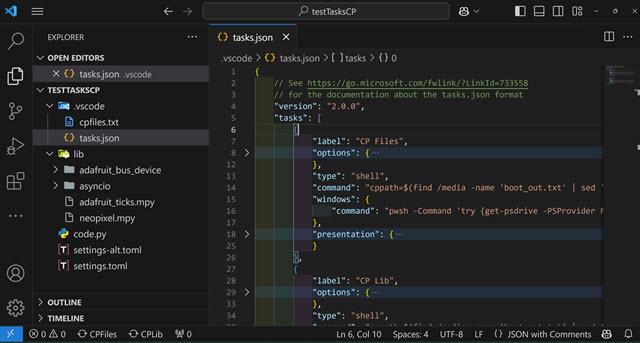 testTasksCP
EXPLORER
OPEN EDITORS
tasks.json .vscode
TESTTASKSCP
.vscode
cpfiles.txt
tasks.json
lib
adafruit_bus_device
asyncio
adafruit_ticks.mpy
neopixel.mpy
code.py
settings-alt.toml
settings.toml
OUTLINE
TIMELINE
tasks.json
.vscode > tasks.json > [ ] tasks > {} 0
1 {
2 // See https://go.microsoft.com/fwlink/?LinkId=733558
3 // for the documentation about the tasks.json format
4 "version": "2.0.0",
5 "tasks": [
6 {
7 "label": "CP Files",
8 "options": {…
12 },
13 "type": "shell",
14 "command": "cppath=$(find /media -name 'boot_out.txt' | sed '
15 "windows": {
16 "command": "pwsh -Command 'try {get-psdrive -PSProvider F
17 },
18 "presentation": {…
25 }
26 },
27 {
28 "label": "CP Lib",
29 "options": {…
33 },
34 "type": "shell",
0 0 CPFiles CPLib 0 Ln 6, Col 10 Spaces: 4 UTF-8 LF {} JSON with Comments